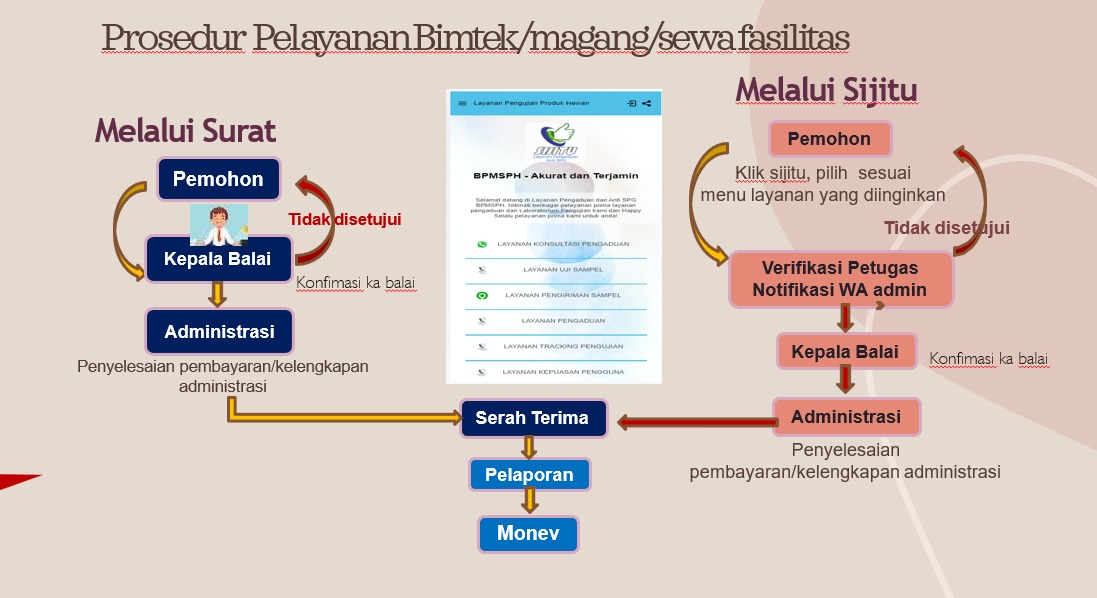 Prosedur Pelayanan Bimtek/magang/sewa fasilitas
Melalui Surat
Pemohon
Tidak disetujui
Kepala Balai
Konfimasi ka balai
Administrasi
Penyelesaian pembayaran/kelengkapan
administrasi
Layanan Pengujian Produk Hewan
SIJITU
Layanan Pengaduan
Anti SPG
BPMSPH - Akurat dan Terjamin
Selamat datang di Layanan Pengaduan dan Anti SPG
BPMSPH, Nikmati berbagai pelayanan prima layanan
pengaduan dan Laboratorium Pengujian kami dan Happy
Selalu pelayanan prima kami untuk anda!
LAYANAN KONSULTASI PENGADUAN
LAYANAN UJI SAMPEL
LAYANAN PENGIRIMAN SAMPEL
LAYANAN PENGADUAN
LAYANAN TRACKING PENGUJIAN
LAYANAN KEPUASAN PENGGUNA
Melalui Sijitu
Pemohon
Klik sijitu, pilih sesuai
menu layanan yang diinginkan
Tidak disetujui
Verifikasi Petugas
Notifikasi WA admin
Kepala Balai
Konfimasi ka balai
Administrasi
Penyelesaian
pembayaran/kelengkapan administrasi
Serah Terima
Pelaporan
Monev